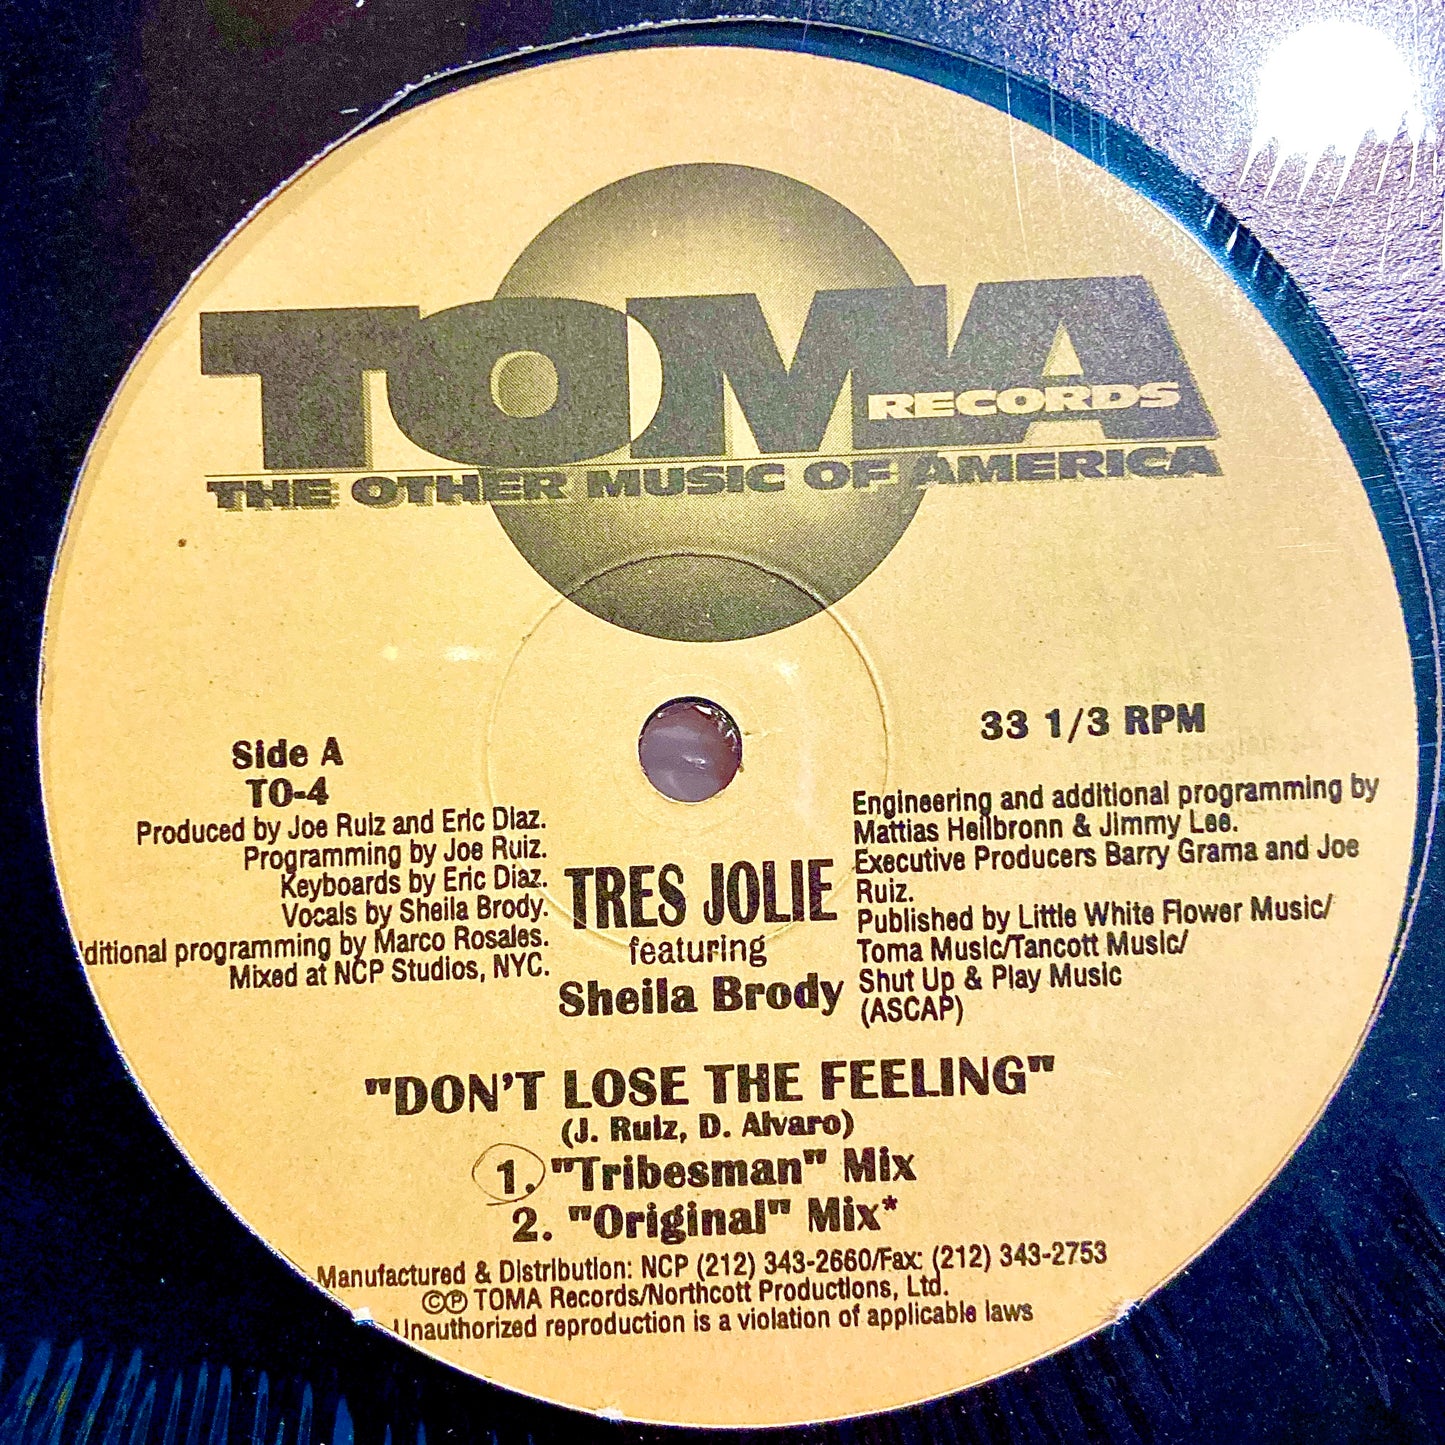 TOMA
RECORDS
THE OTHER MUSIC OF AMERICA
Side A
TO-4
Produced by Joe Ruiz and Eric Diaz.
Programming by Joe Ruiz.
Keyboards by Eric Diaz.
Vocals by Sheila Brody.
ditional programming by Marco Rosales.
Mixed at NCP Studios, NYC.
33 1/3 RPM
Engineering and additional programming by
Mattias Heilbronn & Jimmy Lee.
Executive Producers Barry Grama and Joe
Ruiz.
Published by Little White Flower Music/
Toma Music/Tancott Music/
Shut Up & Play Music
(ASCAP)
TRES JOLIE
featuring
Sheila Brody
"DON'T LOSE THE FEELING"
(J. Ruiz, D. Alvaro)
1. "Tribesman" Mix
2. "Original" Mix*
Manufactured & Distribution: NCP (212) 343-2660/Fax: (212) 343-2753
©℗ TOMA Records/Northcott Productions, Ltd.
Unauthorized reproduction is a violation of applicable laws